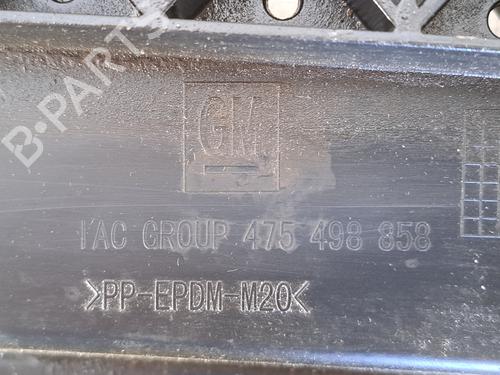 B-PARTS
GM
IAC GROUP 475 498 858
>PP-EPDM-M20<